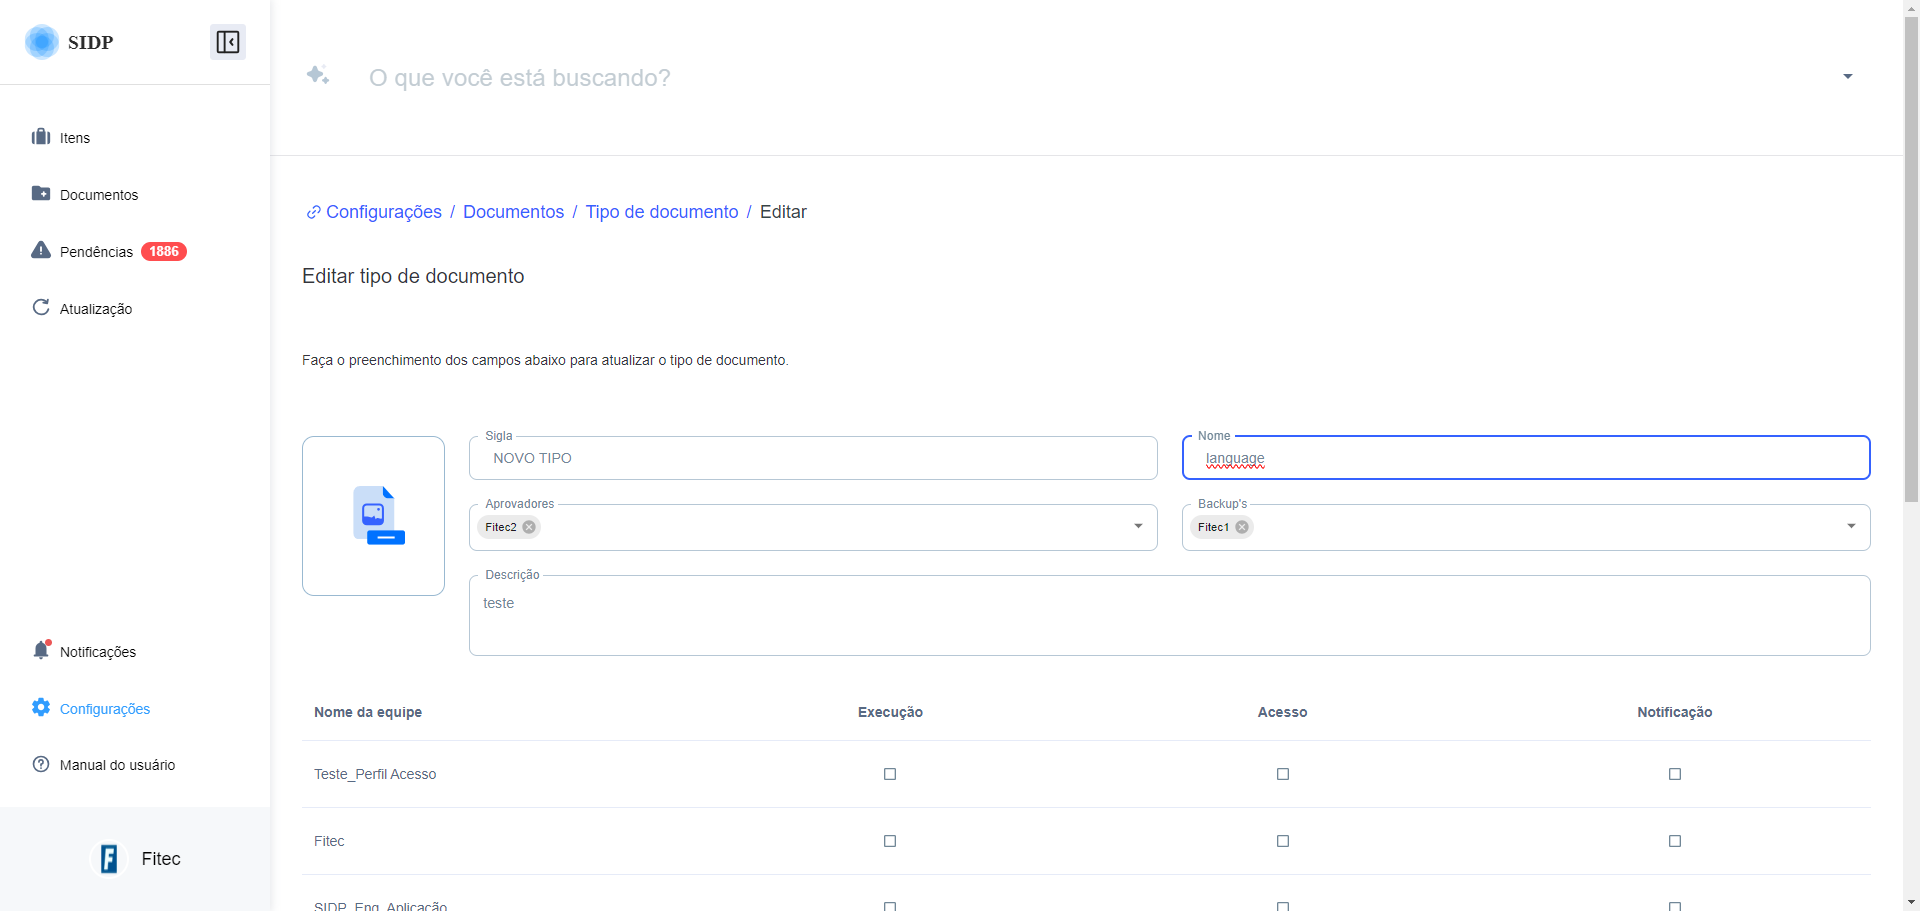 SIDP
Itens
Documentos
Pendências 1886
Atualização
Notificações
Configurações
Manual do usuário
F Fitec
O que você está buscando?
Configurações / Documentos / Tipo de documento / Editar
Editar tipo de documento
Faça o preenchimento dos campos abaixo para atualizar o tipo de documento.
Sigla
NOVO TIPO
Nome
language
Aprovadores
Fitec2
Backup's
Fitec1
Descrição
teste
Nome da equipe Execução Acesso Notificação
Teste_Perfil Acesso
Fitec
SIDP_Eng_Aplicação